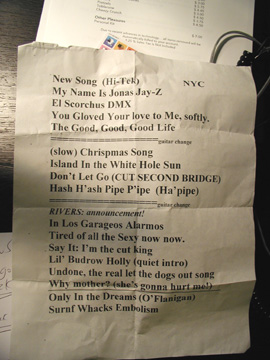 Other Pleasures
New Song (Hi-Tek) NYC
My Name Is Jonas Jay-Z
El Scorchus DMX
You Gloved Your love to Me, softly.
The Good, Good, Good Life
guitar change
(slow) Chrispmas Song
Island In the White Hole Sun
Don't Let Go (CUT SECOND BRIDGE)
Hash H'ash Pipe P'ipe (Ha'pipe)
guitar change
RIVERS: announcement!
In Los Garageos Alarmos
Tired of all the Sexy now now.
Say It: I'm the cut king
Lil' Budrow Holly (quiet intro)
Undone, the real let the dogs out song
Why mother? (she's gonna hurt me!)
Only In the Dreams (O'Flanigan)
Surnf Whacks Embolism